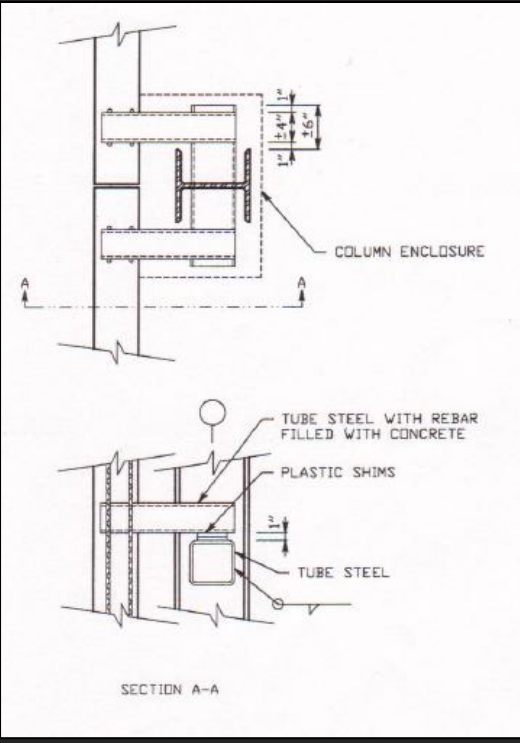 1"
±4"
±6"
1"
COLUMN ENCLOSURE
A
A
TUBE STEEL WITH REBAR
FILLED WITH CONCRETE
PLASTIC SHIMS
1"
TUBE STEEL
SECTION A-A